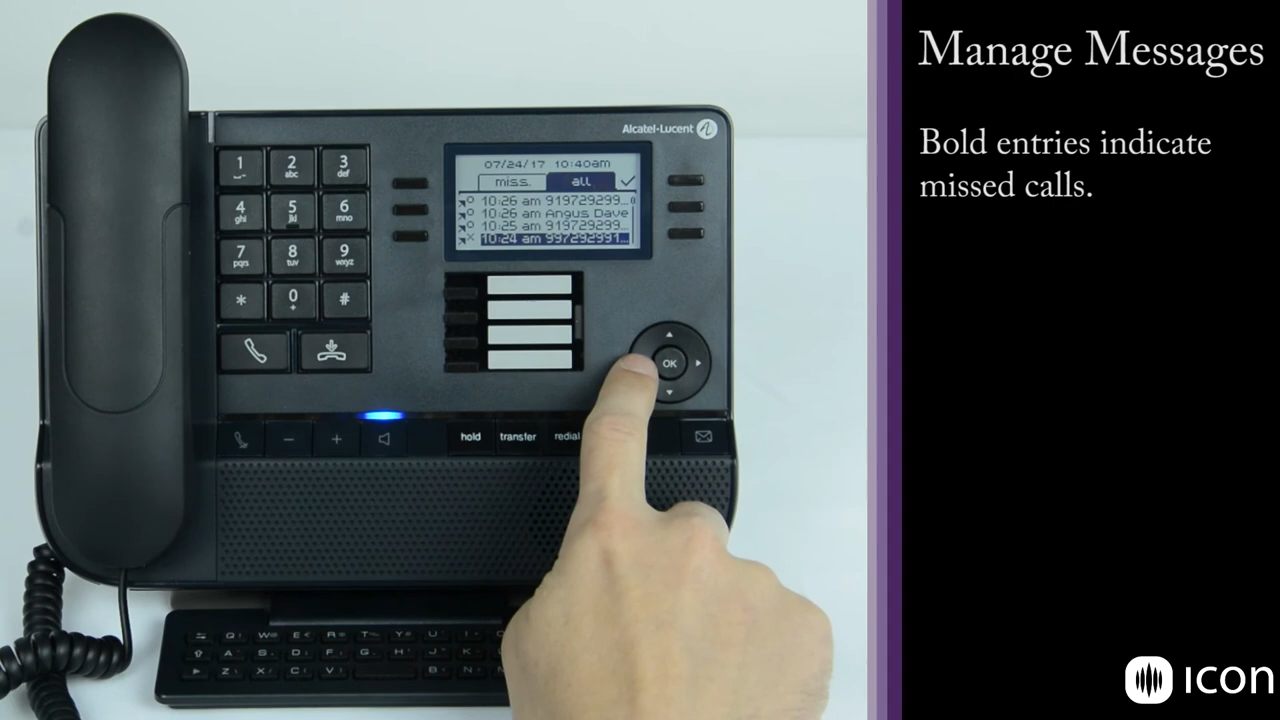 Manage Messages
Bold entries indicate
missed calls.
Alcatel-Lucent
07/24/17 10:40am
miss. all
10:26 am 919729299...
10:26 am Angus Dave
10:25 am 919729299...
10:24 am 997292991...
1 2 abc 3 def
4 ghi 5 jkl 6 mno
7 pqrs 8 tuv 9 wxyz
* 0 + #
OK
− +
hold transfer redial
Q W E R T Y U I
A S D F G H J K
Z X C V B N
icon